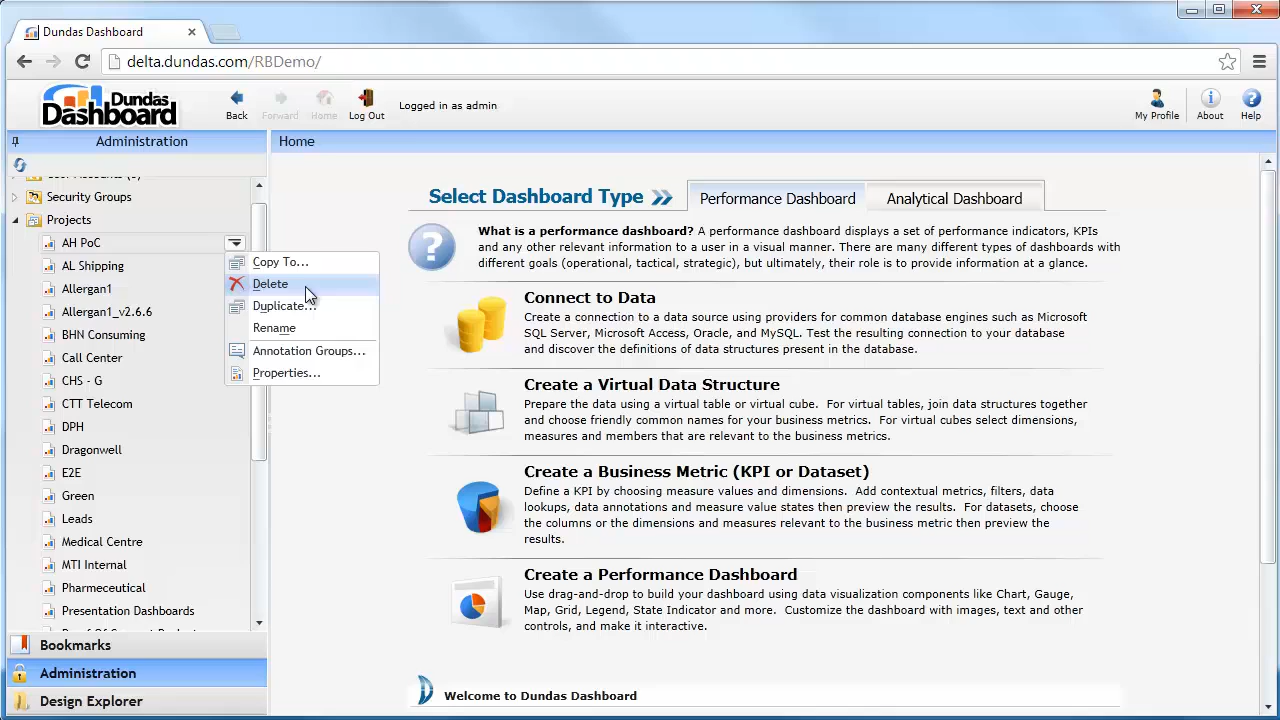 Dundas Dashboard
delta.dundas.com/RBDemo/
Dundas
Dashboard
Back
Forward
Home
Log Out
Logged in as admin
My Profile
About
Help
Administration
Home
Security Groups
Projects
AH PoC
AL Shipping
Allergan1
Allergan1_v2.6.6
BHN Consuming
Call Center
CHS - G
CTT Telecom
DPH
Dragonwell
E2E
Green
Leads
Medical Centre
MTI Internal
Pharmeceutical
Presentation Dashboards
Bookmarks
Administration
Design Explorer
Copy To...
Delete
Duplicate...
Rename
Annotation Groups...
Properties...
Select Dashboard Type
Performance Dashboard
Analytical Dashboard
What is a performance dashboard? A performance dashboard displays a set of performance indicators, KPIs
and any other relevant information to a user in a visual manner. There are many different types of dashboards with
different goals (operational, tactical, strategic), but ultimately, their role is to provide information at a glance.
Connect to Data
Create a connection to a data source using providers for common database engines such as Microsoft
SQL Server, Microsoft Access, Oracle, and MySQL. Test the resulting connection to your database
and discover the definitions of data structures present in the database.
Create a Virtual Data Structure
Prepare the data using a virtual table or virtual cube. For virtual tables, join data structures together
and choose friendly common names for your business metrics. For virtual cubes select dimensions,
measures and members that are relevant to the business metrics.
Create a Business Metric (KPI or Dataset)
Define a KPI by choosing measure values and dimensions. Add contextual metrics, filters, data
lookups, data annotations and measure value states then preview the results. For datasets, choose
the columns or the dimensions and measures relevant to the business metric then preview the
results.
Create a Performance Dashboard
Use drag-and-drop to build your dashboard using data visualization components like Chart, Gauge,
Map, Grid, Legend, State Indicator and more. Customize the dashboard with images, text and other
controls, and make it interactive.
Welcome to Dundas Dashboard